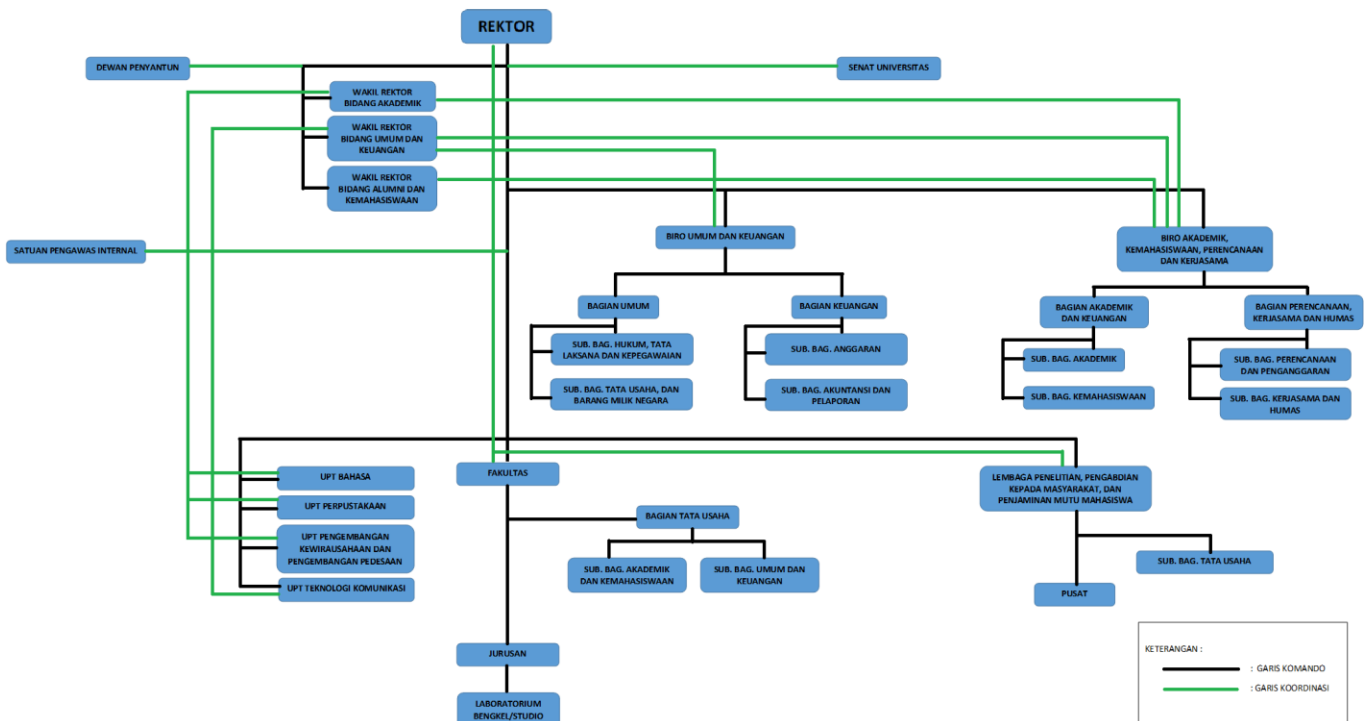 REKTOR
DEWAN PENYANTUN
SENAT UNIVERSITAS
WAKIL REKTOR
BIDANG AKADEMIK
WAKIL REKTOR
BIDANG UMUM DAN
KEUANGAN
WAKIL REKTOR
BIDANG ALUMNI DAN
KEMAHASISWAAN
SATUAN PENGAWAS INTERNAL
BIRO UMUM DAN KEUANGAN
BIRO AKADEMIK,
KEMAHASISWAAN, PERENCANAAN
DAN KERJASAMA
BAGIAN UMUM
BAGIAN KEUANGAN
BAGIAN AKADEMIK
DAN KEUANGAN
BAGIAN PERENCANAAN,
KERJASAMA DAN HUMAS
SUB. BAG. HUKUM, TATA
LAKSANA DAN KEPEGAWAIAN
SUB. BAG. ANGGARAN
SUB. BAG. AKADEMIK
SUB. BAG. PERENCANAAN
DAN PENGANGGARAN
SUB. BAG. TATA USAHA, DAN
BARANG MILIK NEGARA
SUB. BAG. AKUNTANSI DAN
PELAPORAN
SUB. BAG. KEMAHASISWAAN
SUB. BAG. KERJASAMA DAN
HUMAS
UPT BAHASA
FAKULTAS
LEMBAGA PENELITIAN, PENGABDIAN
KEPADA MASYARAKAT, DAN
PENJAMINAN MUTU MAHASISWA
UPT PERPUSTAKAAN
BAGIAN TATA USAHA
UPT PENGEMBANGAN
KEWIRAUSAHAAN DAN
PENGEMBANGAN PEDESAAN
SUB. BAG. AKADEMIK
DAN KEMAHASISWAAN
SUB. BAG. UMUM DAN
KEUANGAN
SUB. BAG. TATA USAHA
UPT TEKNOLOGI KOMUNIKASI
PUSAT
JURUSAN
LABORATORIUM
BENGKEL/STUDIO
KETERANGAN :
: GARIS KOMANDO
: GARIS KOORDINASI